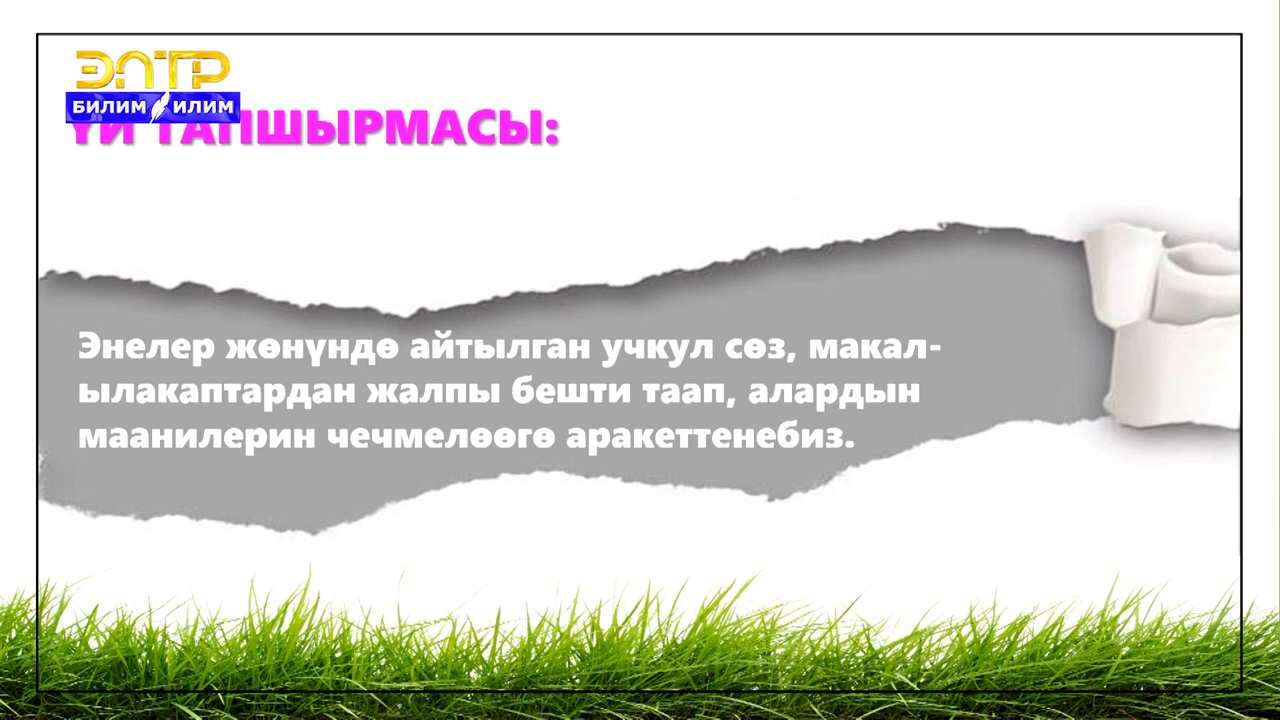 ЭЛТР
БИЛИМ ИЛИМ
ҮЙ ТАПШЫРМАСЫ:
Энелер жөнүндө айтылган учкул сөз, макал-
ылакаптардан жалпы бешти таап, алардын
маанилерин чечмелөөгө аракеттенебиз.